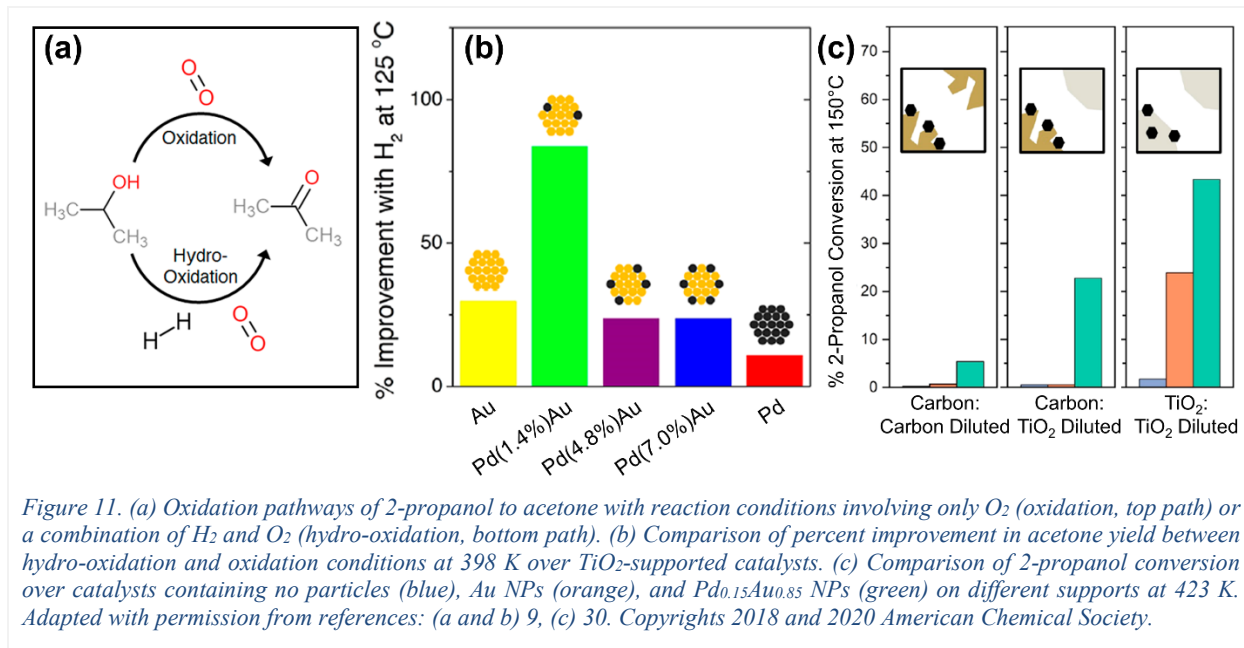 (a)
O
O
Oxidation
OH
H₃C
CH₃
O
H₃C
CH₃
Hydro-
Oxidation
H
H
O
O
(b)
% Improvement with H₂ at 125 °C
100
50
0
Au
Pd(1.4%)Au
Pd(4.8%)Au
Pd(7.0%)Au
Pd
(c)
% 2-Propanol Conversion at 150°C
70
60
50
40
30
20
10
0
Carbon:
Carbon Diluted
Carbon:
TiO₂ Diluted
TiO₂:
TiO₂ Diluted
Figure 11. (a) Oxidation pathways of 2-propanol to acetone with reaction conditions involving only O₂ (oxidation, top path) or
a combination of H₂ and O₂ (hydro-oxidation, bottom path). (b) Comparison of percent improvement in acetone yield between
hydro-oxidation and oxidation conditions at 398 K over TiO₂-supported catalysts. (c) Comparison of 2-propanol conversion
over catalysts containing no particles (blue), Au NPs (orange), and Pd₀.₁₅Au₀.₈₅ NPs (green) on different supports at 423 K.
Adapted with permission from references: (a and b) 9, (c) 30. Copyrights 2018 and 2020 American Chemical Society.